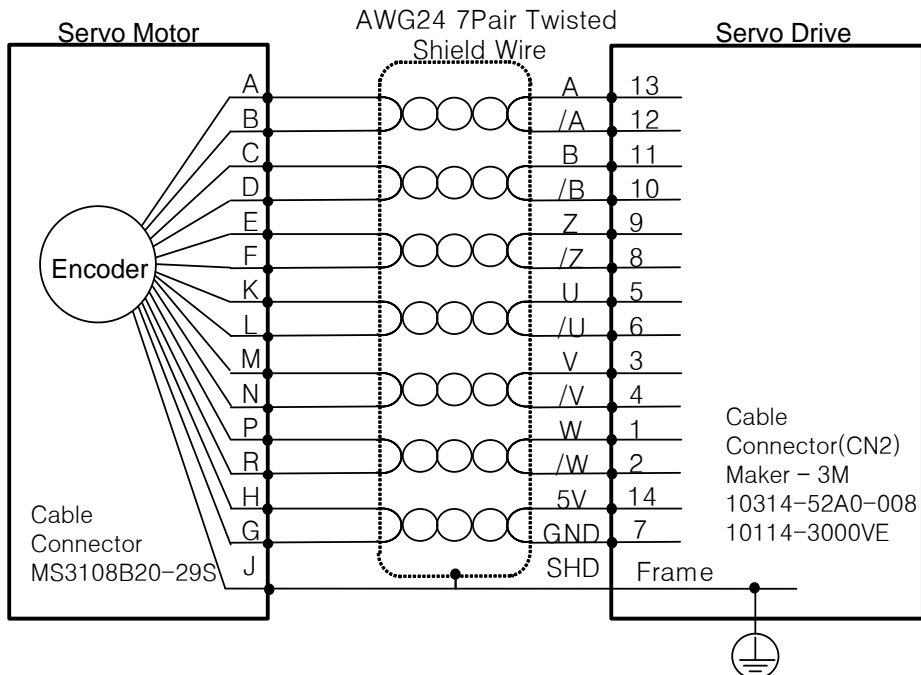 AWG24 7Pair Twisted
Shield Wire
Servo Motor
Servo Drive
A A 13
B /A 12
C B 11
D /B 10
E Z 9
F /Z 8
Encoder
K U 5
L /U 6
M V 3
N /V 4
P W 1
R /W 2
H 5V 14
G GND 7
J SHD Frame
Cable
Connector
MS3108B20-29S
Cable
Connector(CN2)
Maker – 3M
10314-52A0-008
10114-3000VE